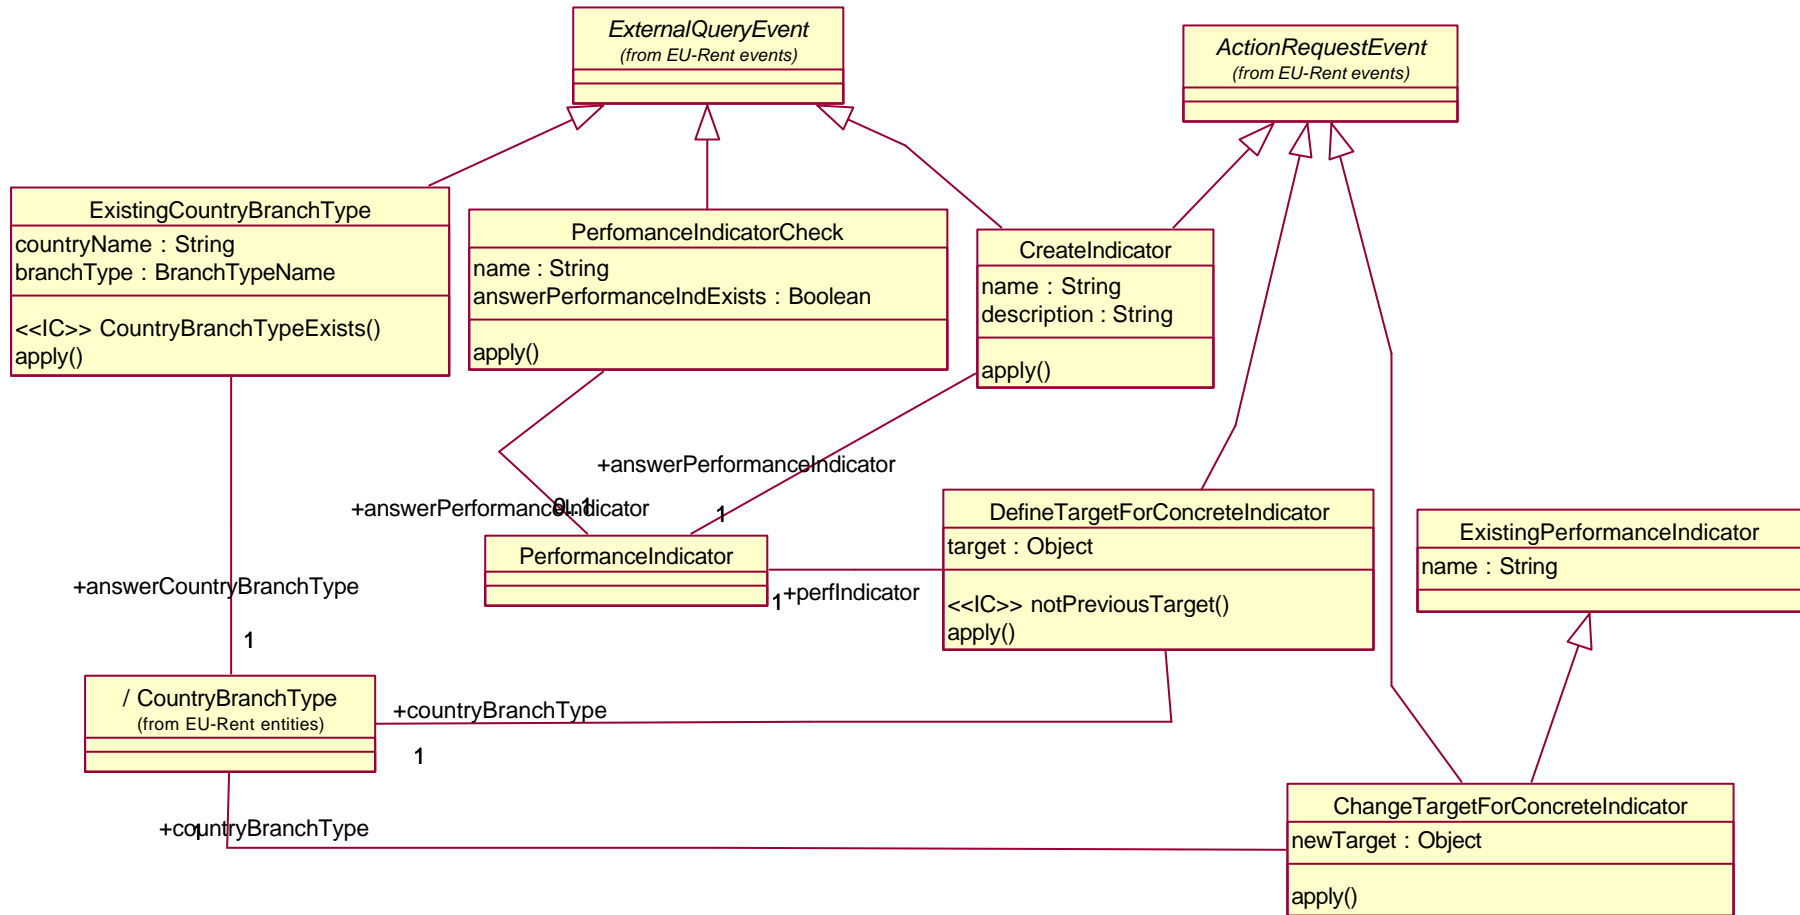 ExternalQueryEvent
(from EU-Rent events)
ActionRequestEvent
(from EU-Rent events)
ExistingCountryBranchType
countryName : String
branchType : BranchTypeName
<<IC>> CountryBranchTypeExists()
apply()
PerfomanceIndicatorCheck
name : String
answerPerformanceIndExists : Boolean
apply()
CreateIndicator
name : String
description : String
apply()
+answerPerformanceIndicator
1
+answerPerformanceIndicator
0..1
PerformanceIndicator
1
+perfIndicator
DefineTargetForConcreteIndicator
target : Object
<<IC>> notPreviousTarget()
apply()
ExistingPerformanceIndicator
name : String
+answerCountryBranchType
1
/ CountryBranchType
(from EU-Rent entities)
+countryBranchType
1
+countryBranchType
1
ChangeTargetForConcreteIndicator
newTarget : Object
apply()